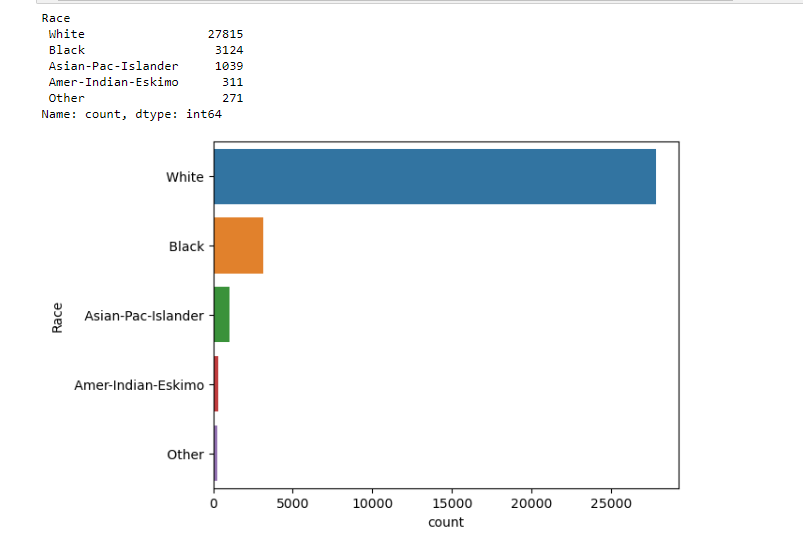 Race
White 27815
Black 3124
Asian-Pac-Islander 1039
Amer-Indian-Eskimo 311
Other 271
Name: count, dtype: int64
White
Black
Asian-Pac-Islander
Amer-Indian-Eskimo
Other
Race
0 5000 10000 15000 20000 25000
count